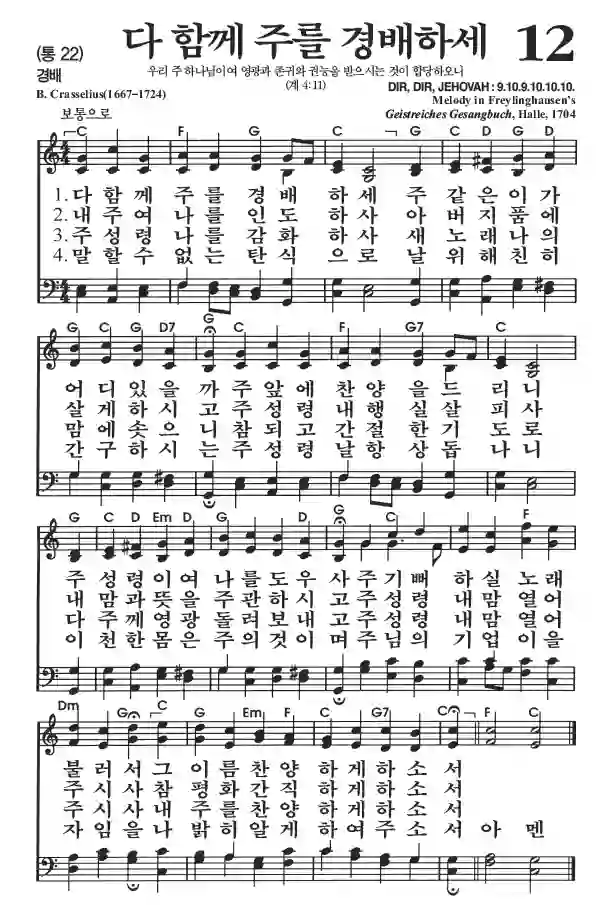 다 함께 주를 경배하세 12
(통 22)
경배
우리 주 하나님이여 영광과 존귀와 권능을 받으시는 것이 합당하오니
(계 4:11)
B. Crasselius(1667-1724)
DIR, DIR, JEHOVAH : 9.10.9.10.10.10.
Melody in Freylinghausen's
Geistreiches Gesangbuch, Halle, 1704
보통으로
C F G C G C D G D
1. 다 함 께 주 를 경 배 하 세 주 같 은 이 가
2. 내 주 여 나 를 인 도 하 사 아 버 지 품 에
3. 주 성 령 나 를 감 화 하 사 새 노 래 나 의
4. 말 할 수 없 는 탄 식 으 로 날 위 해 친 히
G C G D7 G C F G7 C
어 디 있 을 까 주 앞 에 찬 양 을 드 리 니
살 게 하 시 고 주 성 령 내 행 실 살 피 사
맘 에 솟 으 니 참 되 고 간 절 한 기 도 로
간 구 하 시 는 주 성 령 날 항 상 돕 나 니
G C D Em D G D G C F
주 성 령 이 여 나 를 도 우 사 주 기 뻐 하 실 노 래
내 맘 과 뜻 을 주 관 하 시 고 주 성 령 내 맘 열 어
다 주 께 영 광 돌 려 보 내 고 주 성 령 내 맘 열 어
이 천 한 몸 은 주 의 것 이 며 주 님 의 기 업 이 을
Dm G C G Em F C G7 C F C
불 러 서 그 이 름 찬 양 하 게 하 소 서
주 시 사 참 평 화 간 직 하 게 하 소 서
주 시 사 내 주 를 찬 양 하 게 하 소 서
자 임 을 나 밝 히 알 게 하 여 주 소 서 아 멘